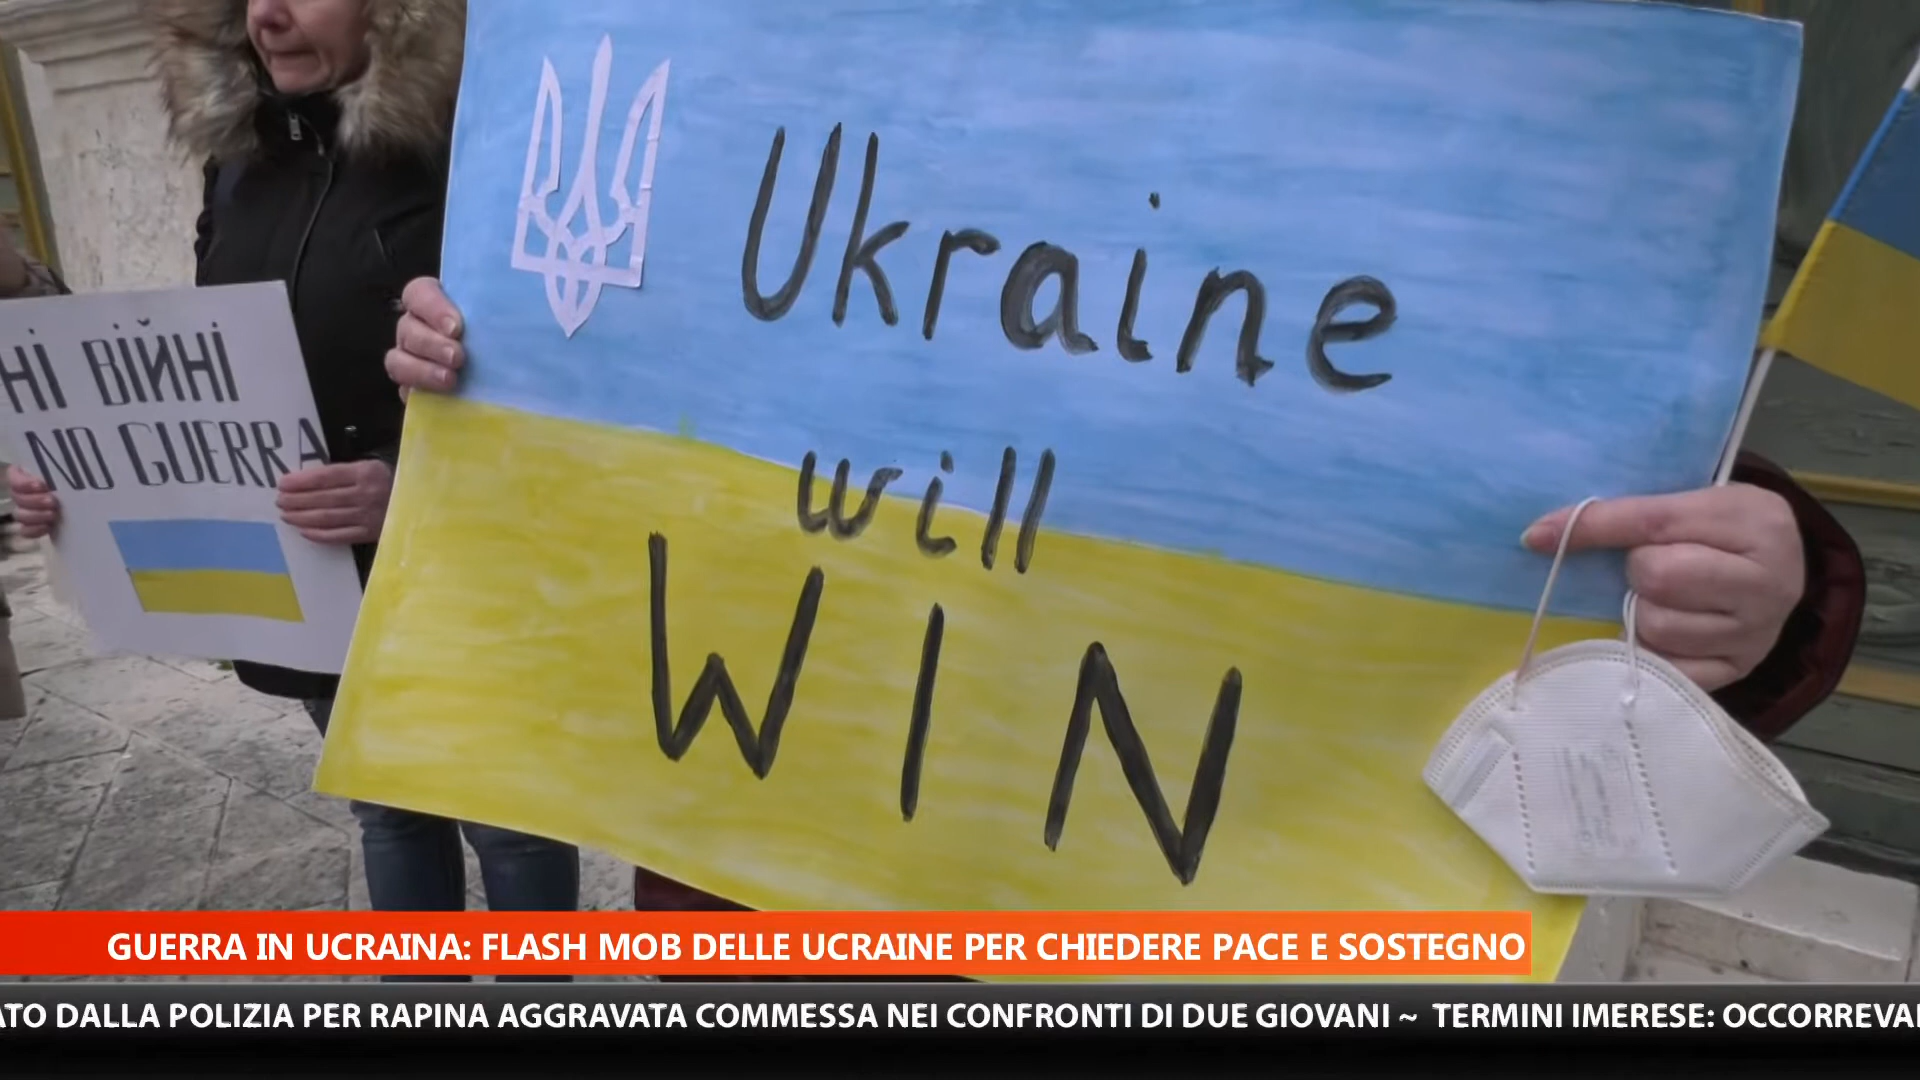 НІ ВІЙНІ
NO GUERRA
Ukraine
will
WIN
GUERRA IN UCRAINA: FLASH MOB DELLE UCRAINE PER CHIEDERE PACE E SOSTEGNO
DALLA POLIZIA PER RAPINA AGGRAVATA COMMESSA NEI CONFRONTI DI DUE GIOVANI ~ TERMINI IMERESE: